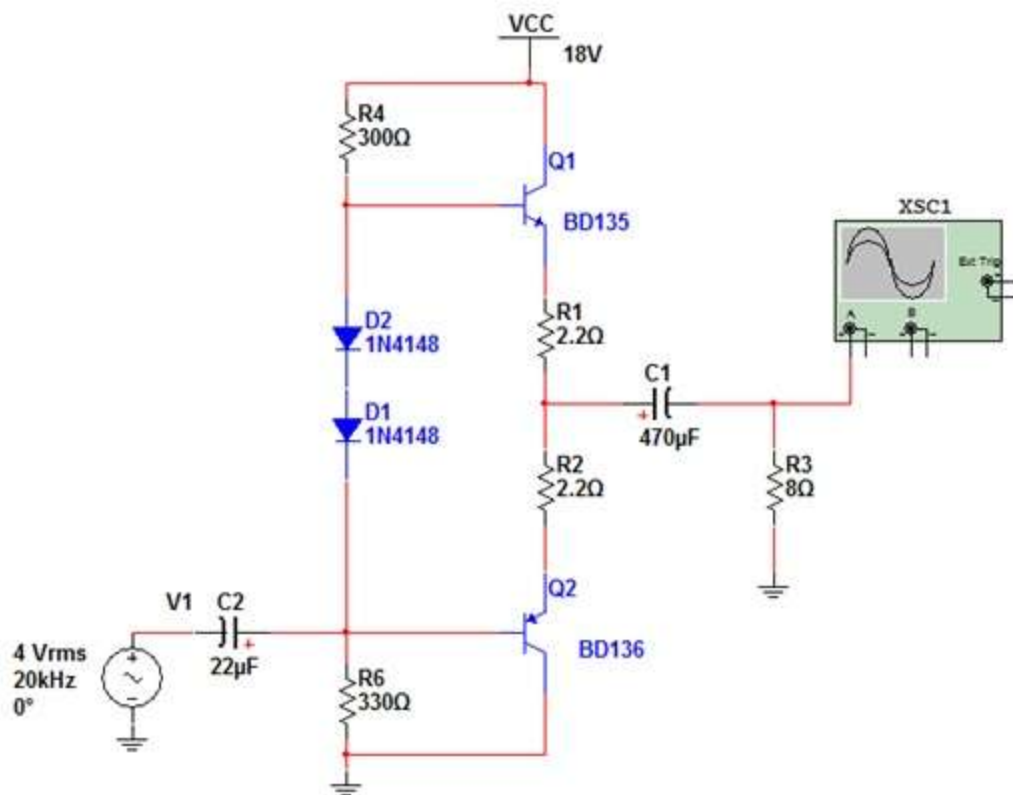 VCC
18V
R4
300Ω
Q1
BD135
XSC1
Ext Trig
A
B
D2
1N4148
R1
2.2Ω
D1
1N4148
C1
470µF
R2
2.2Ω
R3
8Ω
V1
C2
22µF
Q2
BD136
4 Vrms
20kHz
0°
R6
330Ω